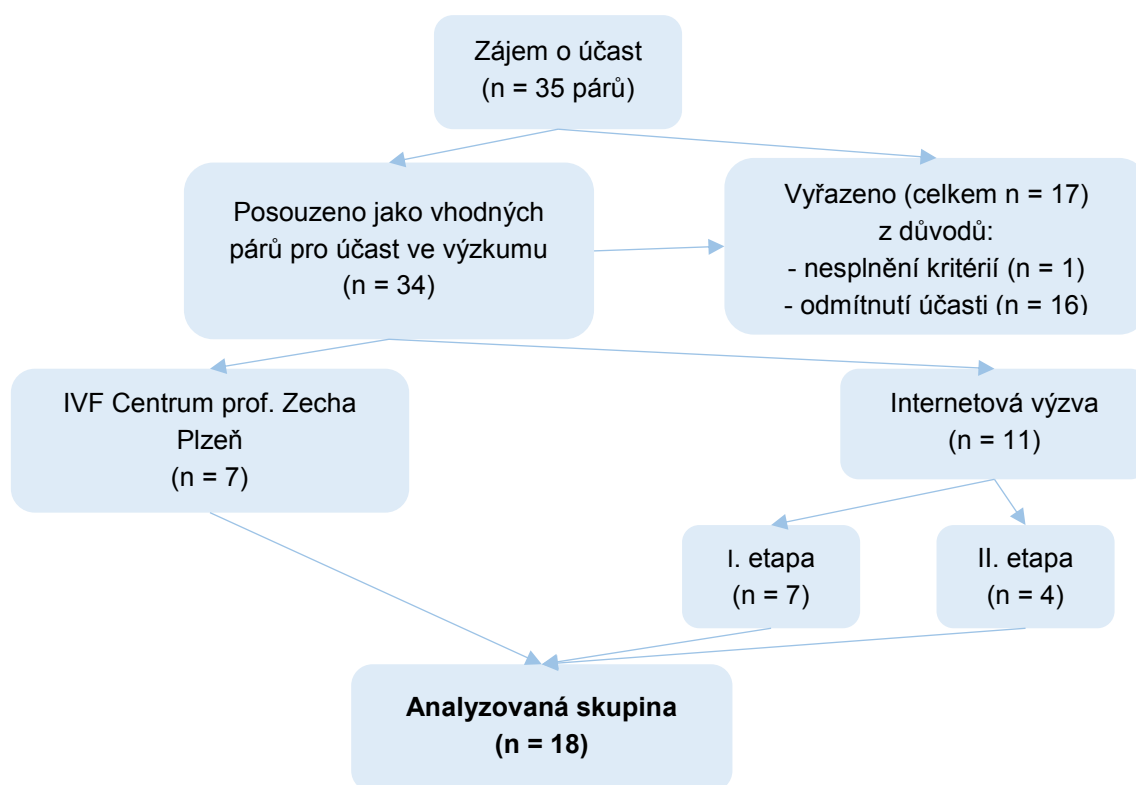 Zájem o účast
(n = 35 párů)
Posouzeno jako vhodných
párů pro účast ve výzkumu
(n = 34)
Vyřazeno (celkem n = 17)
z důvodů:
- nesplnění kritérií (n = 1)
- odmítnutí účasti (n = 16)
IVF Centrum prof. Zecha
Plzeň
(n = 7)
Internetová výzva
(n = 11)
I. etapa
(n = 7)
II. etapa
(n = 4)
Analyzovaná skupina
(n = 18)